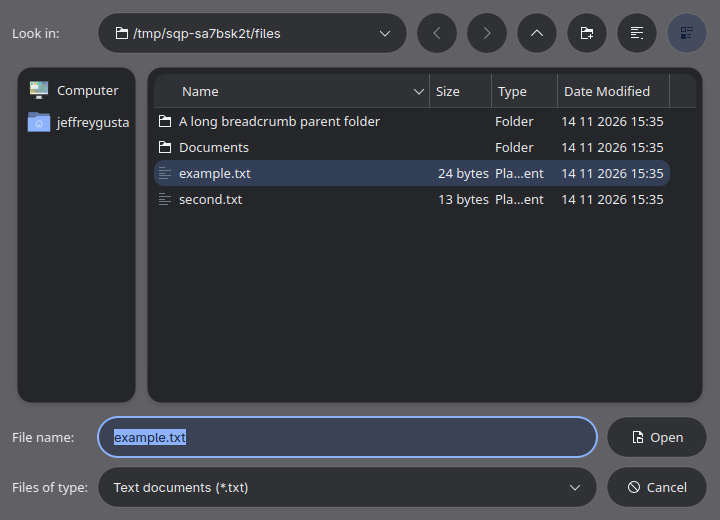 Look in: /tmp/sqp-sa7bsk2t/files
Computer
jeffreygusta
Name Size Type Date Modified
A long breadcrumb parent folder Folder 14 11 2026 15:35
Documents Folder 14 11 2026 15:35
example.txt 24 bytes Pla...ent 14 11 2026 15:35
second.txt 13 bytes Pla...ent 14 11 2026 15:35
File name: example.txt Open
Files of type: Text documents (*.txt) Cancel